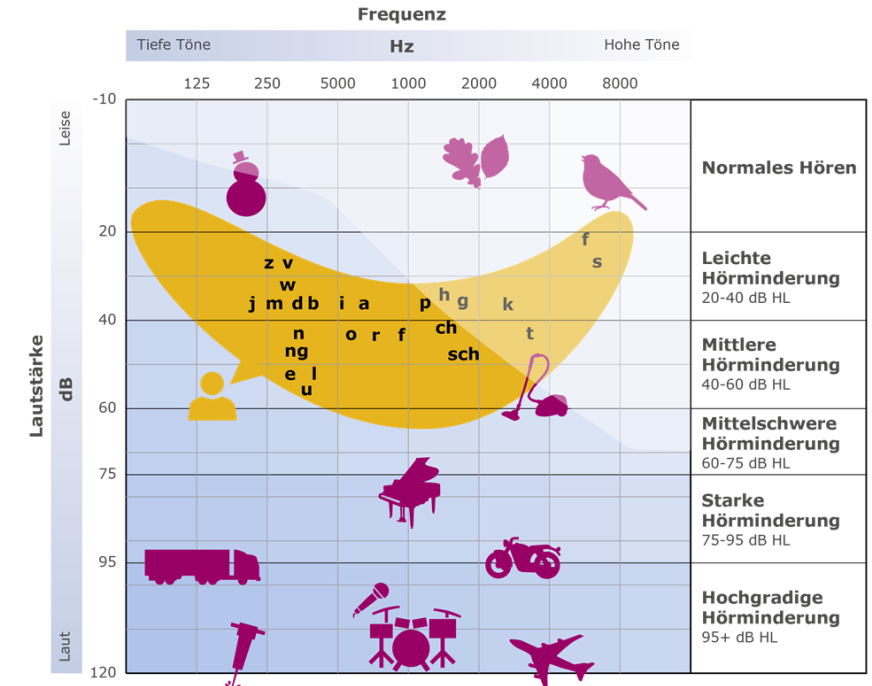 Frequenz
Tiefe Töne Hz Hohe Töne
125 250 5000 1000 2000 4000 8000
-10
Leise
Normales Hören
20
f
s
z v
w
j m d b i a p h g k
Leichte
Hörminderung
20-40 dB HL
40
n o r f ch t
ng sch
e l
u
Mittlere
Hörminderung
40-60 dB HL
Lautstärke
dB
60
Mittelschwere
Hörminderung
60-75 dB HL
75
Starke
Hörminderung
75-95 dB HL
95
Hochgradige
Hörminderung
95+ dB HL
Laut
120